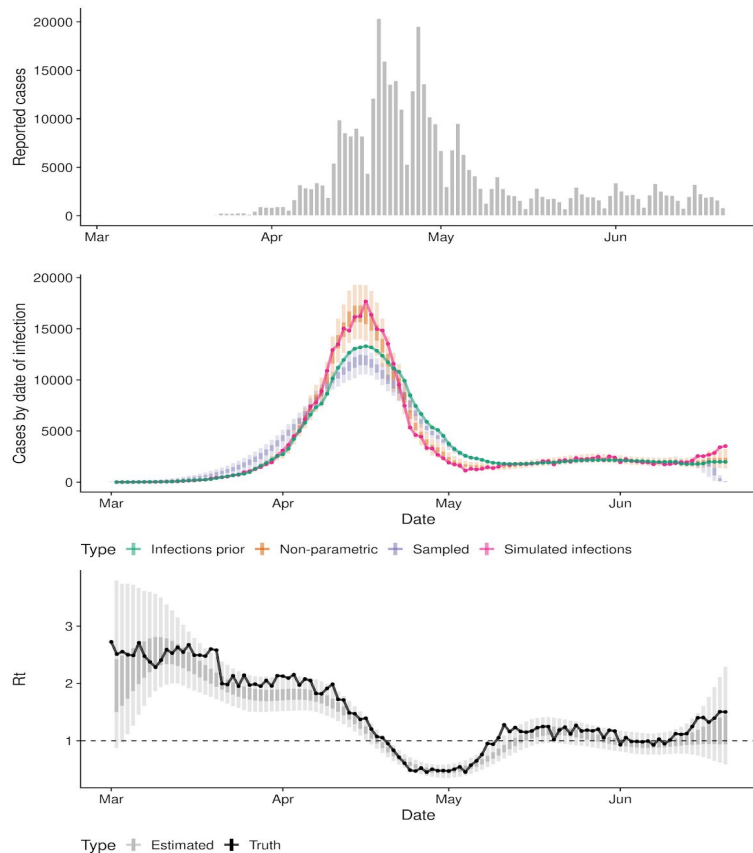 Reported cases
20000
15000
10000
5000
0
Mar Apr May Jun
Cases by date of infection
20000
15000
10000
5000
0
Mar Apr May Jun
Date
Type Infections prior Non-parametric Sampled Simulated infections
Rt
3
2
1
Mar Apr May Jun
Date
Type Estimated Truth